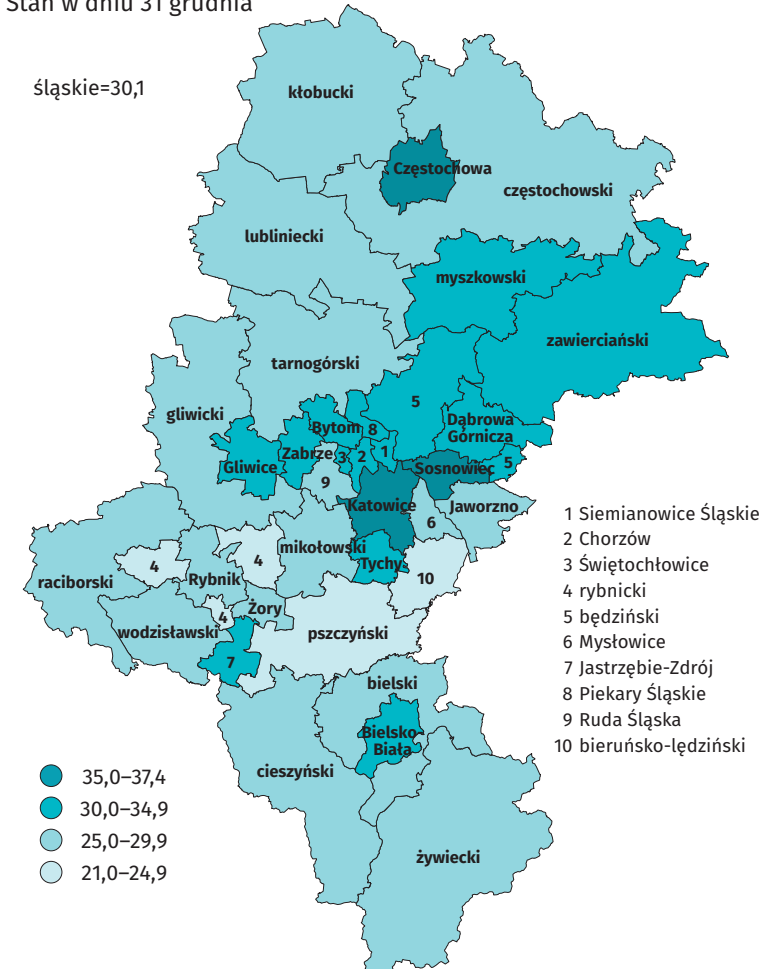 Stan w dniu 31 grudnia
śląskie=30,1
kłobucki
Częstochowa
częstochowski
lubliniecki
myszkowski
zawierciański
tarnogórski
5
gliwicki
Bytom
8
Dąbrowa
Górnicza
Zabrze
3
2
1
Gliwice
Sosnowiec
5
9
Katowice
Jaworzno
6
mikołowski
4
4
Tychy
10
raciborski
Rybnik
Żory
4
wodzisławski
pszczyński
7
bielski
Bielsko-
Biała
cieszyński
żywiecki
1 Siemianowice Śląskie
2 Chorzów
3 Świętochłowice
4 rybnicki
5 będziński
6 Mysłowice
7 Jastrzębie-Zdrój
8 Piekary Śląskie
9 Ruda Śląska
10 bieruńsko-lędziński
35,0–37,4
30,0–34,9
25,0–29,9
21,0–24,9